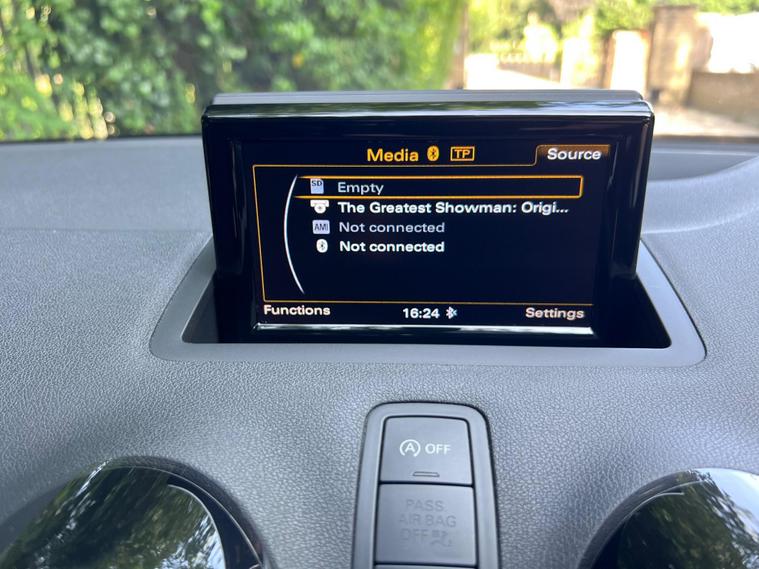 Media TP Source
SD Empty
The Greatest Showman: Origi...
AMI Not connected
Not connected
Functions 16:24 Settings
A OFF
PASS.
AIR BAG
OFF